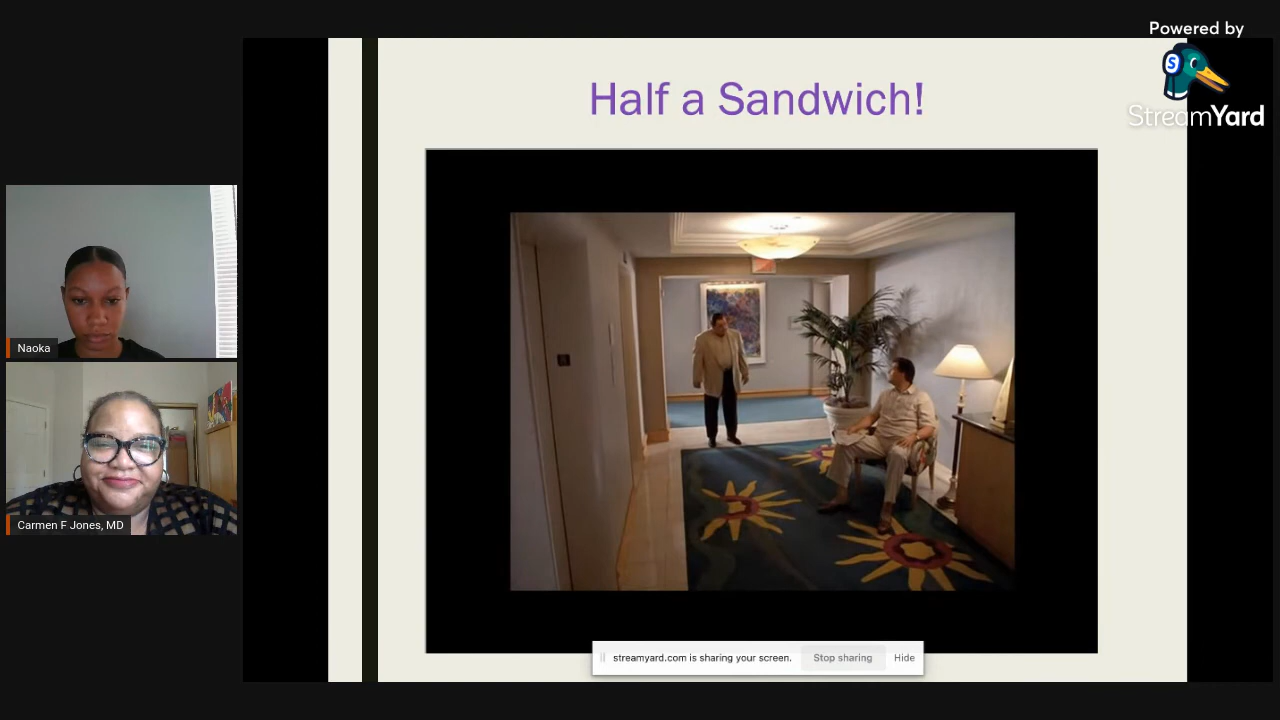 Powered by
S
StreamYard
Half a Sandwich!
Naoka
Carmen F Jones, MD
streamyard.com is sharing your screen. Stop sharing Hide